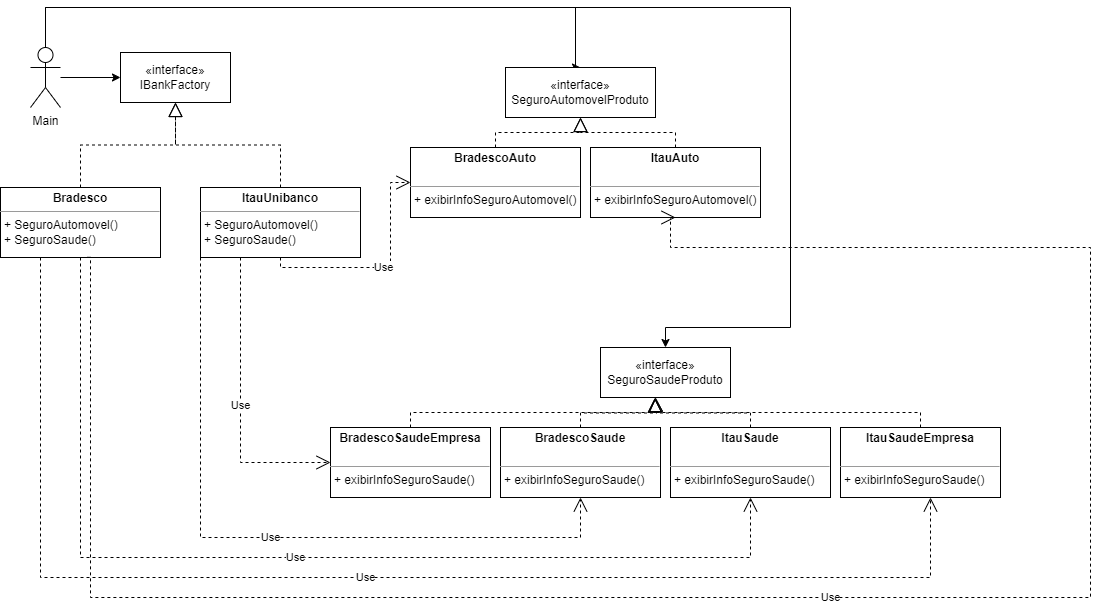 «interface»
IBankFactory
Main
«interface»
SeguroAutomovelProduto
BradescoAuto
+ exibirInfoSeguroAutomovel()
ItauAuto
+ exibirInfoSeguroAutomovel()
Bradesco
+ SeguroAutomovel()
+ SeguroSaude()
ItauUnibanco
+ SeguroAutomovel()
+ SeguroSaude()
Use
«interface»
SeguroSaudeProduto
Use
BradescoSaudeEmpresa
+ exibirInfoSeguroSaude()
BradescoSaude
+ exibirInfoSeguroSaude()
ItauSaude
+ exibirInfoSeguroSaude()
ItauSaudeEmpresa
+ exibirInfoSeguroSaude()
Use
Use
Use
Use